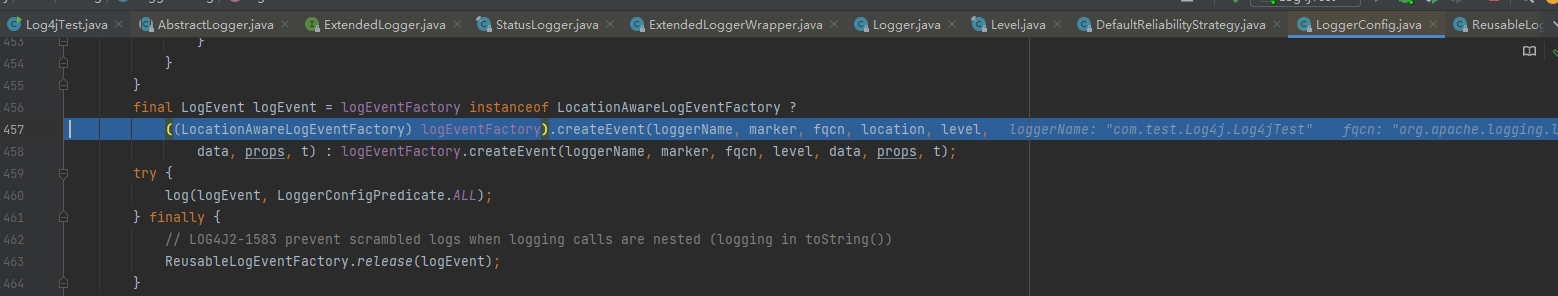 Log4jTest.java AbstractLogger.java ExtendedLogger.java StatusLogger.java ExtendedLoggerWrapper.java Logger.java Level.java DefaultReliabilityStrategy.java LoggerConfig.java ReusableLog
453 }
454 }
455 }
456 final LogEvent logEvent = logEventFactory instanceof LocationAwareLogEventFactory ?
457 ((LocationAwareLogEventFactory) logEventFactory).createEvent(loggerName, marker, fqcn, location, level, loggerName: "com.test.Log4j.Log4jTest" fqcn: "org.apache.logging.l
458 data, props, t) : logEventFactory.createEvent(loggerName, marker, fqcn, level, data, props, t);
459 try {
460 log(logEvent, LoggerConfigPredicate.ALL);
461 } finally {
462 // LOG4J2-1583 prevent scrambled logs when logging calls are nested (logging in toString())
463 ReusableLogEventFactory.release(logEvent);
464 }